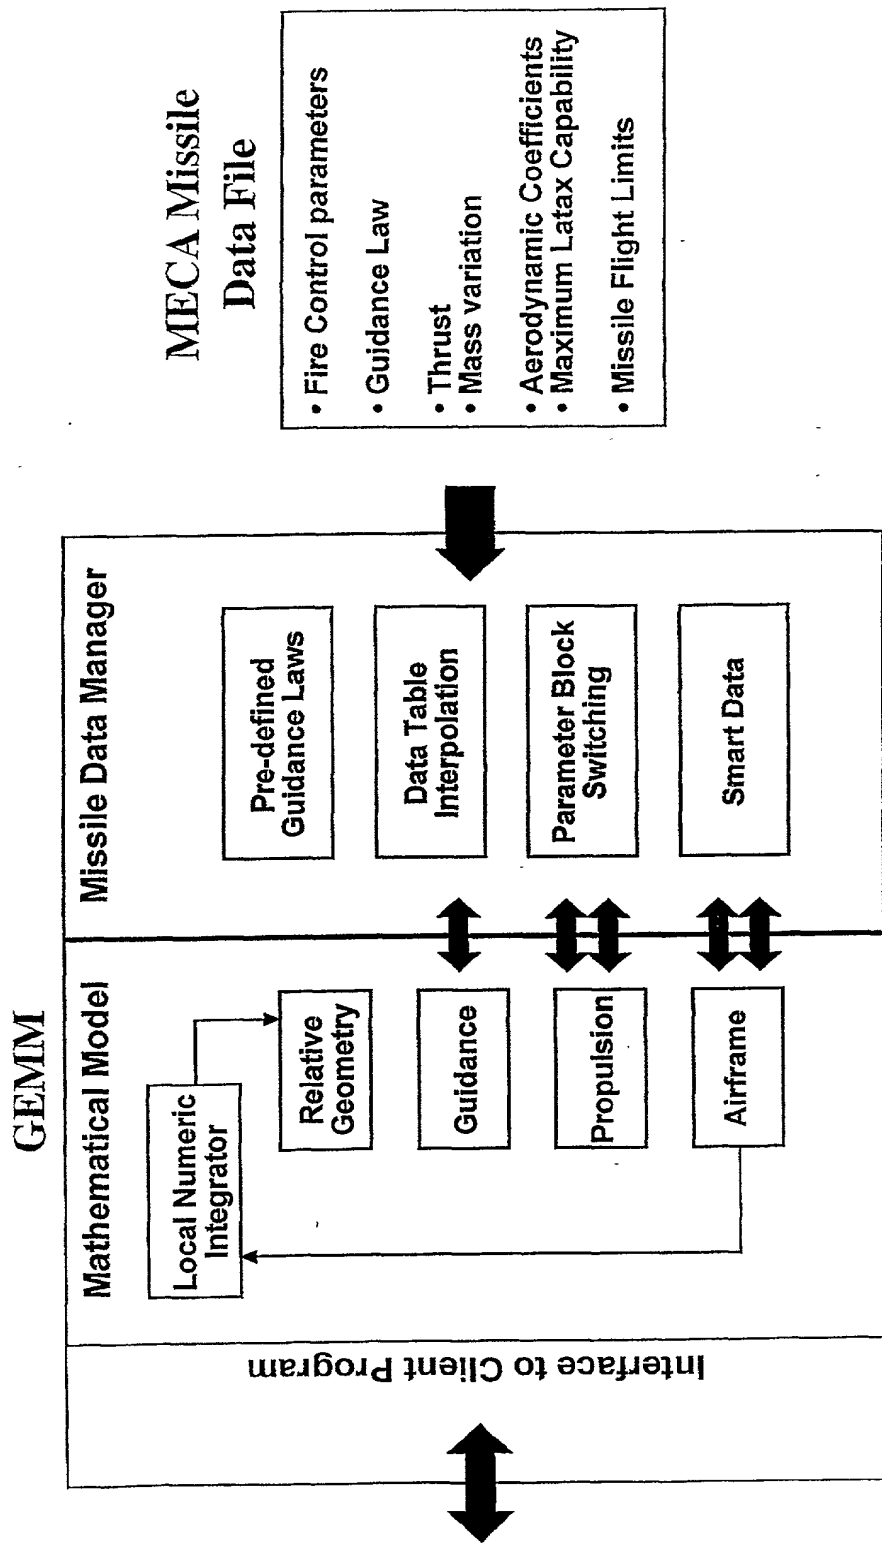 GEMM
Interface to Client Program
Mathematical Model
Local Numeric
Integrator
Relative
Geometry
Guidance
Propulsion
Airframe
Missile Data Manager
Pre-defined
Guidance Laws
Data Table
Interpolation
Parameter Block
Switching
Smart Data
MECA Missile
Data File
• Fire Control parameters
• Guidance Law
• Thrust
• Mass variation
• Aerodynamic Coefficients
• Maximum Latax Capability
• Missile Flight Limits